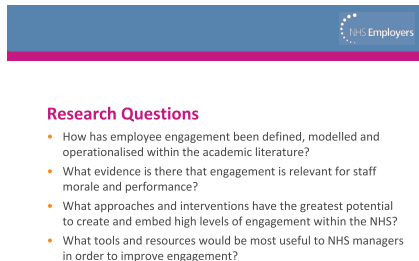 NHS Employers
Research Questions
• How has employee engagement been defined, modelled and
operationalised within the academic literature?
• What evidence is there that engagement is relevant for staff
morale and performance?
• What approaches and interventions have the greatest potential
to create and embed high levels of engagement within the NHS?
• What tools and resources would be most useful to NHS managers
in order to improve engagement?